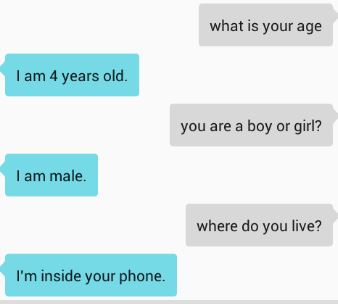 what is your age
I am 4 years old.
you are a boy or girl?
I am male.
where do you live?
I'm inside your phone.